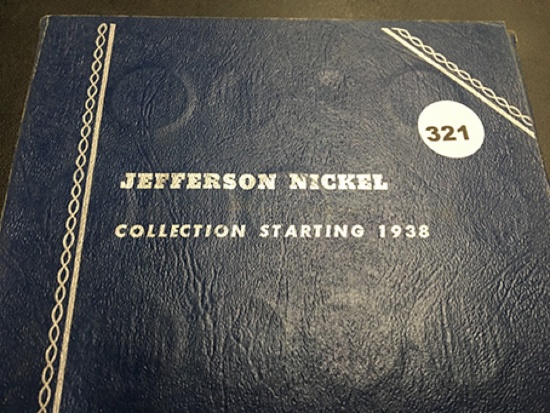 321
JEFFERSON NICKEL
COLLECTION STARTING 1938